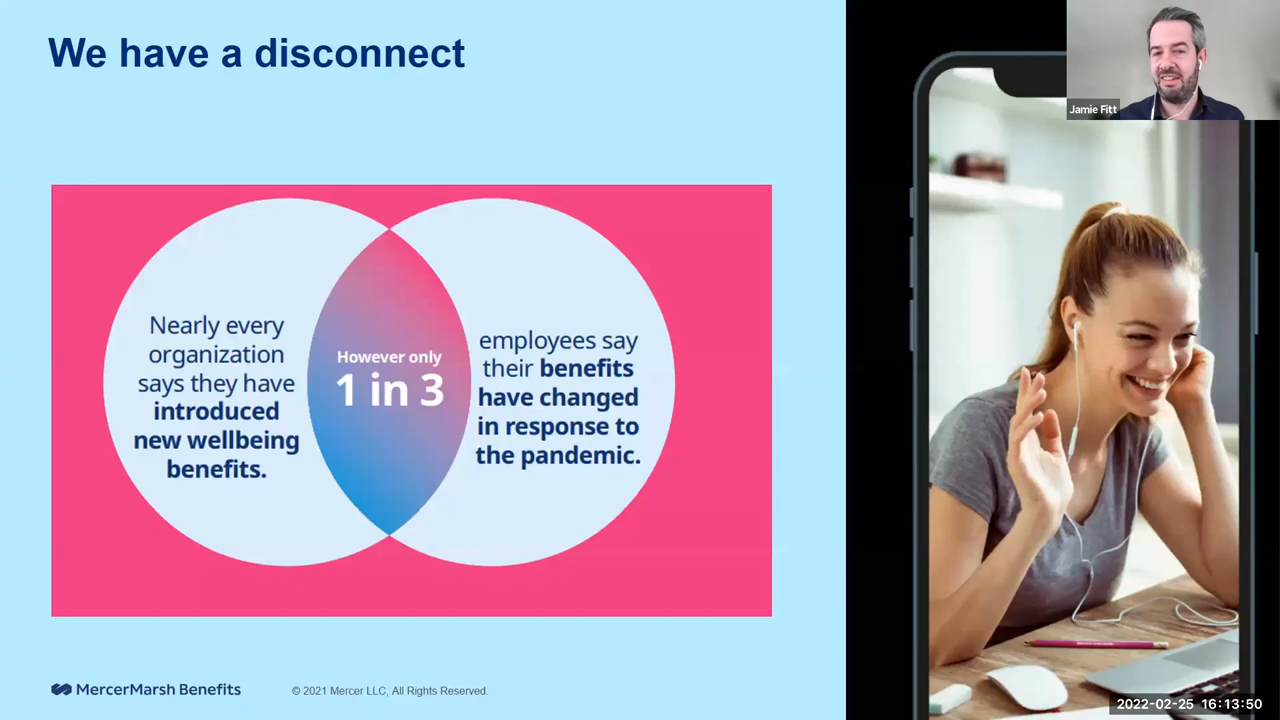 We have a disconnect
Jamie Fitt
Nearly every
organization
says they have
introduced
new wellbeing
benefits.
However only
1 in 3
employees say
their benefits
have changed
in response to
the pandemic.
MercerMarsh Benefits
© 2021 Mercer LLC, All Rights Reserved.
2022-02-25 16:13:50